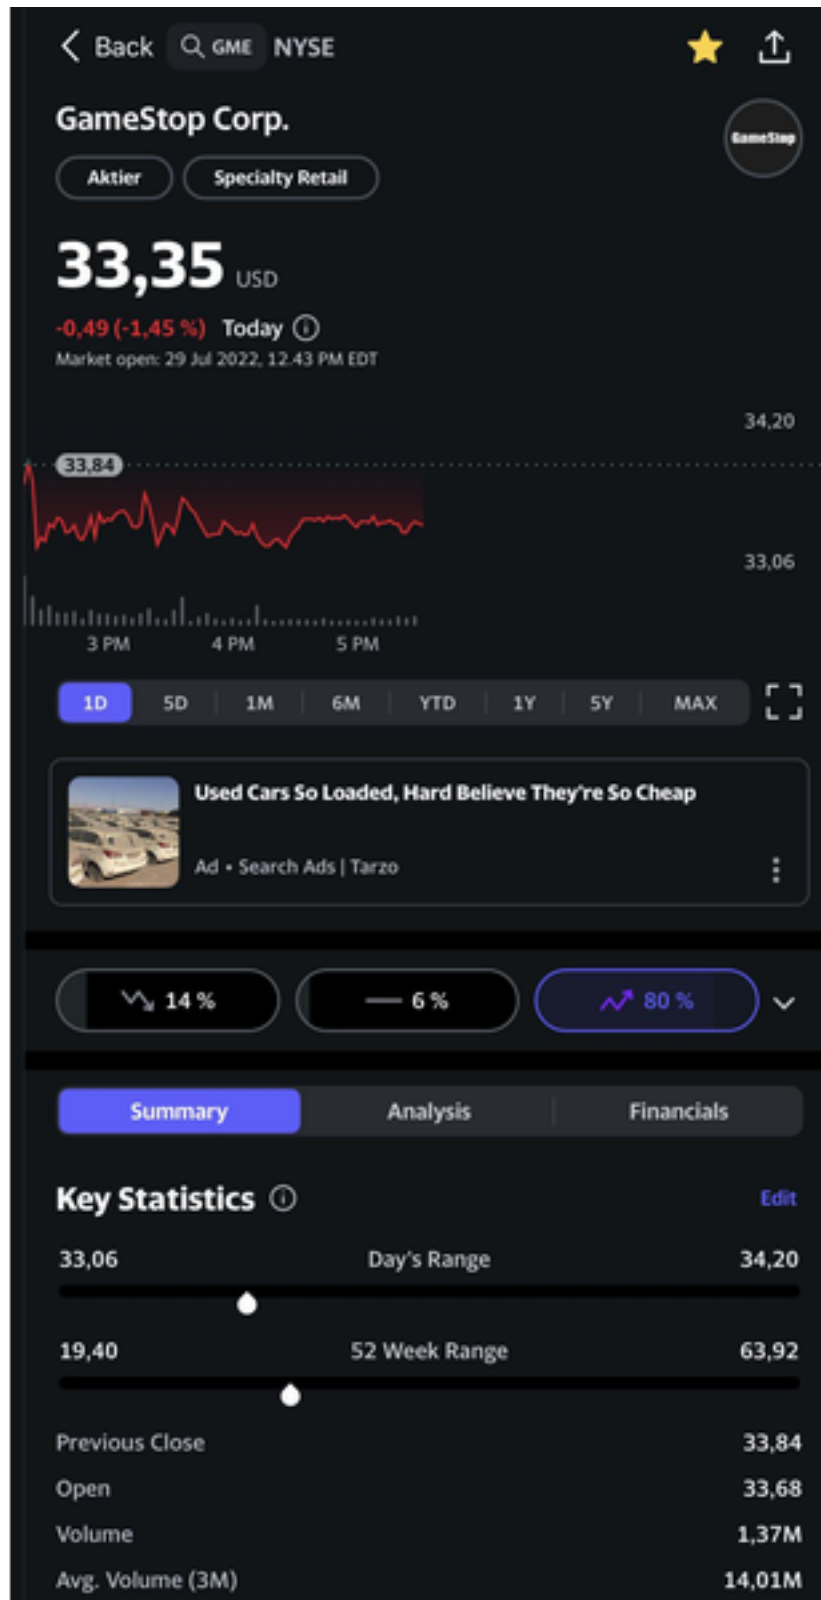 Back GME NYSE
GameStop Corp.
GameStop
Aktier Specialty Retail
33,35 USD
-0,49 (-1,45 %) Today
Market open: 29 Jul 2022, 12.43 PM EDT
34,20
33,84
33,06
3 PM 4 PM 5 PM
1D 5D 1M 6M YTD 1Y 5Y MAX
Used Cars So Loaded, Hard Believe They're So Cheap
Ad • Search Ads | Tarzo
14 % 6 % 80 %
Summary Analysis Financials
Key Statistics Edit
33,06 Day's Range 34,20
19,40 52 Week Range 63,92
Previous Close 33,84
Open 33,68
Volume 1,37M
Avg. Volume (3M) 14,01M